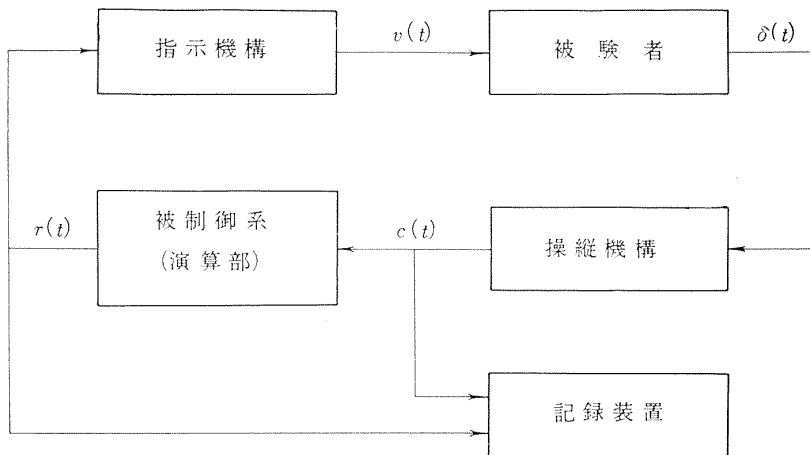 指示機構
v(t)
被験者
δ(t)
r(t)
被制御系
(演算部)
c(t)
操縦機構
記録装置